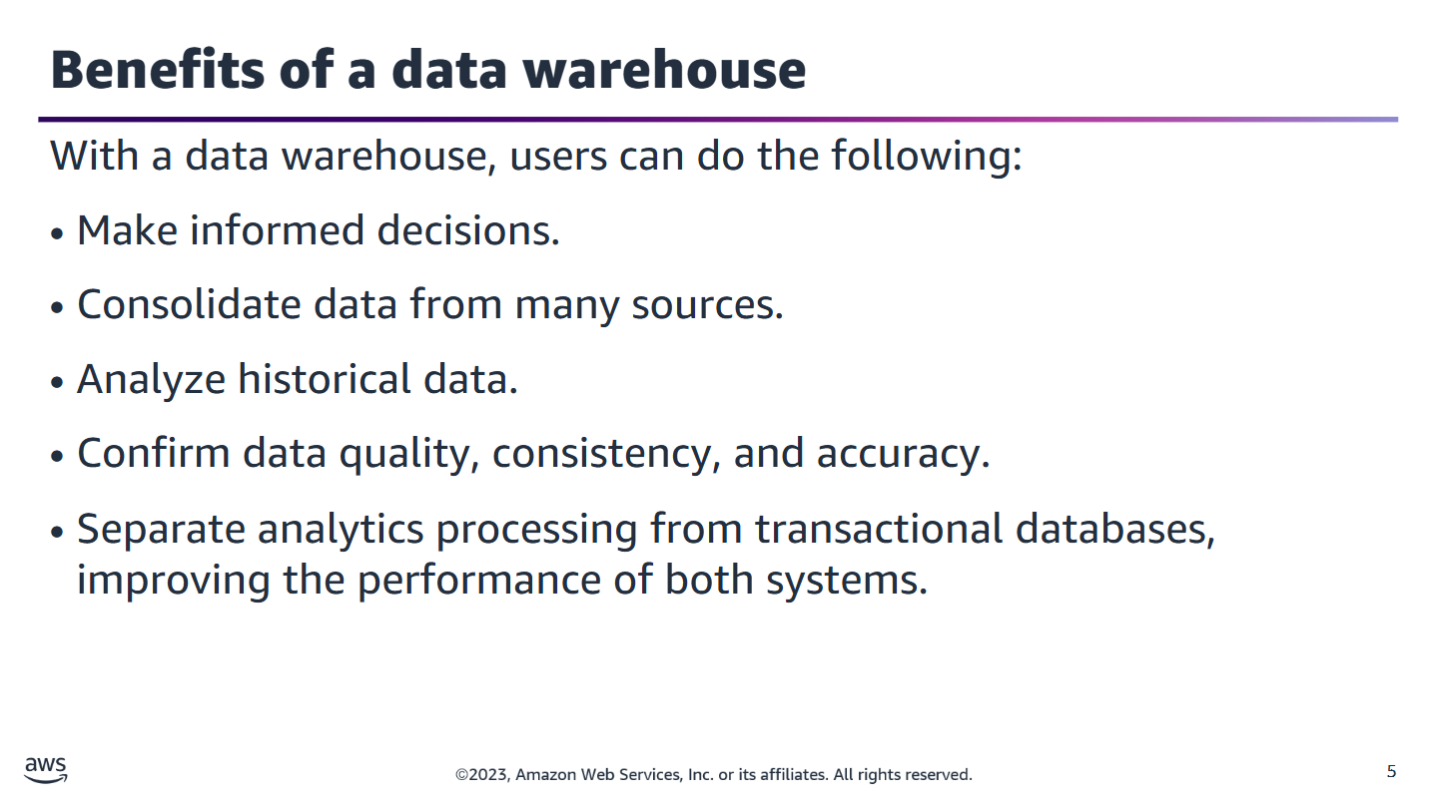 Benefits of a data warehouse
With a data warehouse, users can do the following:
• Make informed decisions.
• Consolidate data from many sources.
• Analyze historical data.
• Confirm data quality, consistency, and accuracy.
• Separate analytics processing from transactional databases,
improving the performance of both systems.
aws
©2023, Amazon Web Services, Inc. or its affiliates. All rights reserved.
5